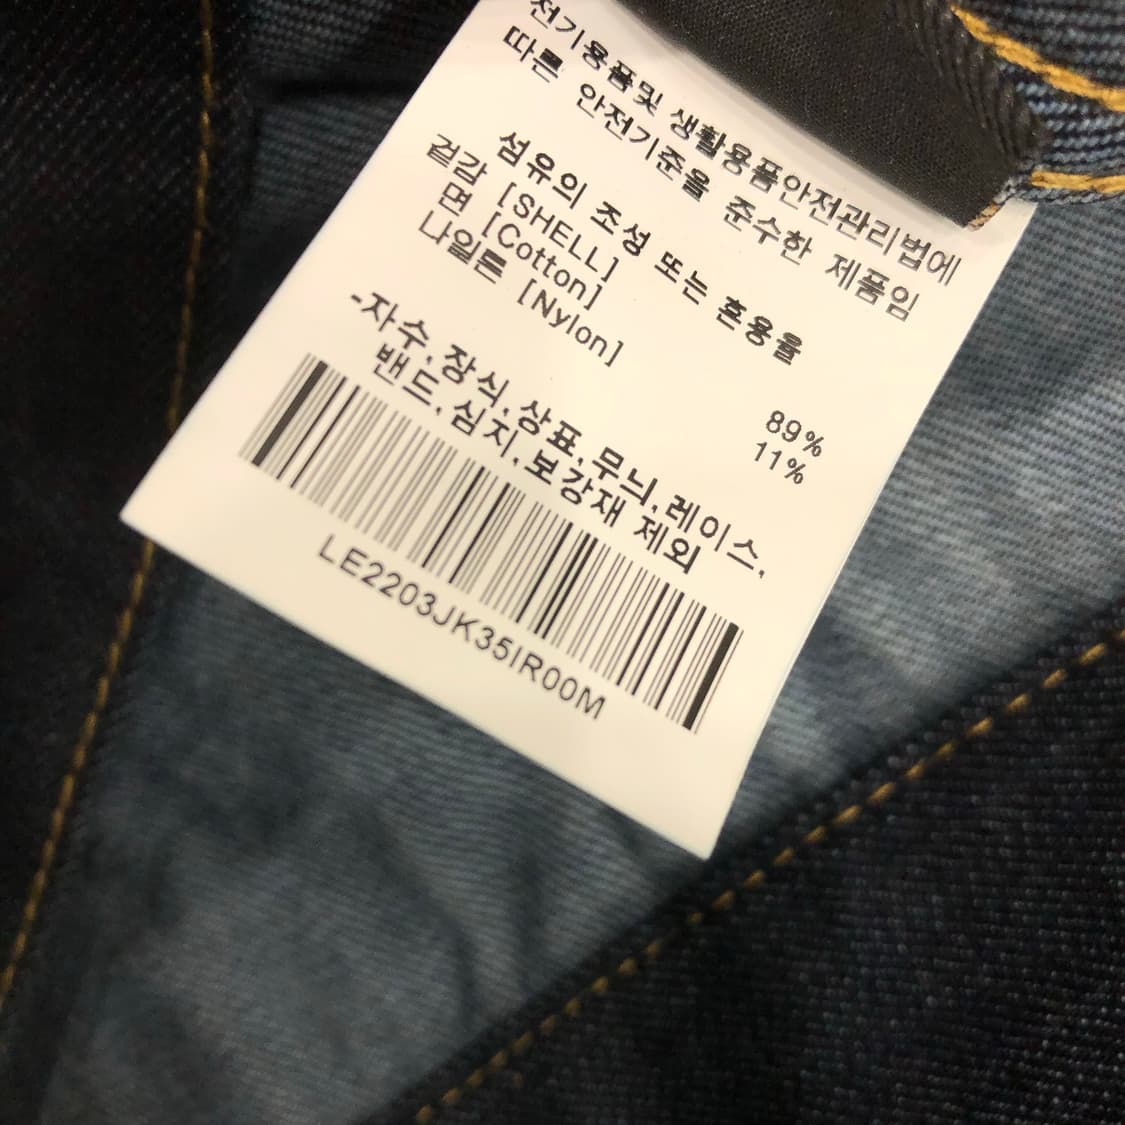 전기용품및 생활용품안전관리법에
따른 안전기준을 준수한 제품임
섬유의 조성 또는 혼용율
겉감 [SHELL]
면 [Cotton] 89%
나일론 [Nylon] 11%
-자수,장식,상표,무늬,레이스,
밴드,심지,보강재 제외
LE2203JK35IR00M